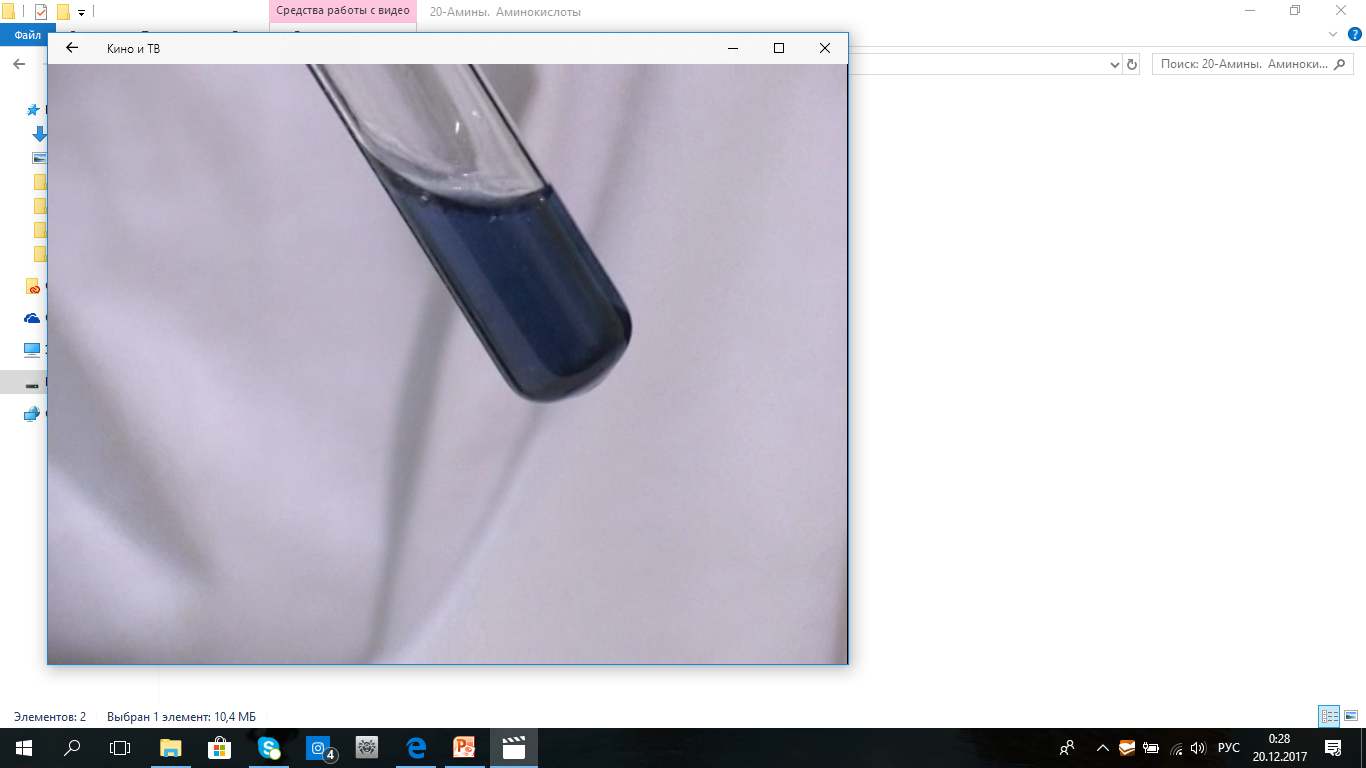 Средства работы с видео
20-Амины. Аминокислоты
Файл
Кино и ТВ
Поиск: 20-Амины. Аминоки...
Элементов: 2 Выбран 1 элемент: 10,4 МБ
4
РУС
0:28
20.12.2017